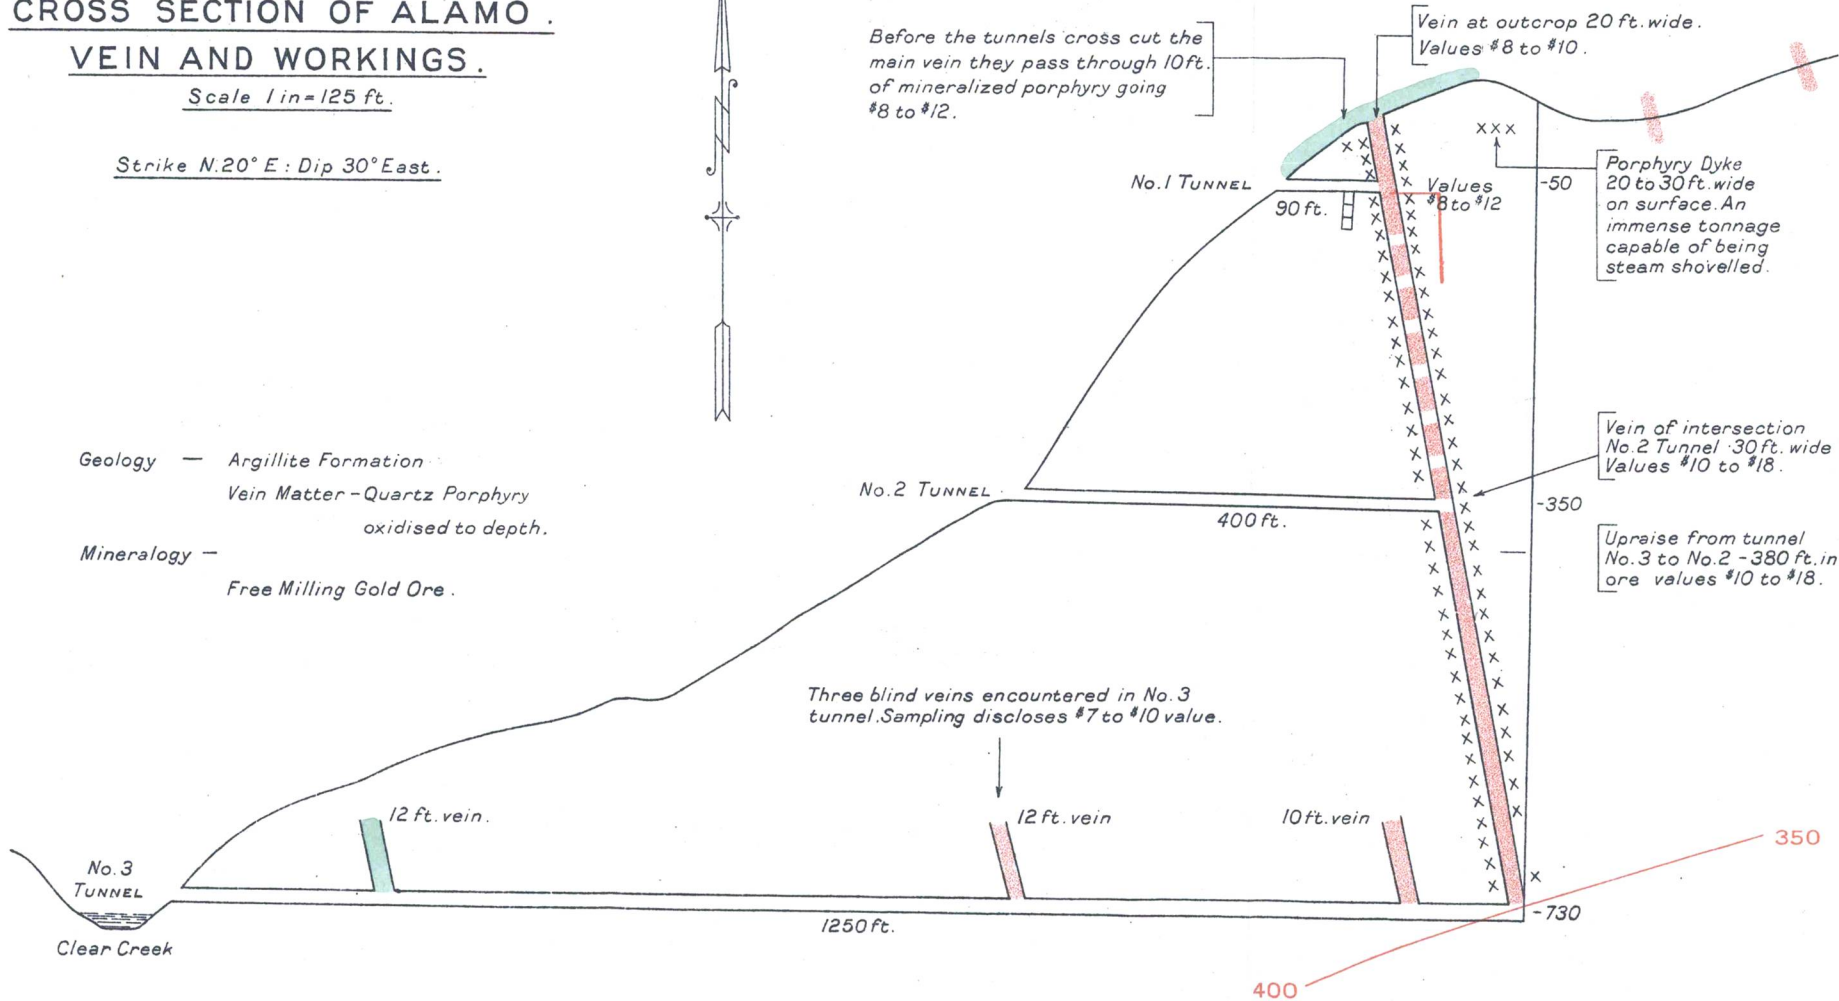 CROSS SECTION OF ALAMO.
VEIN AND WORKINGS.
Scale 1in=125 ft.
Strike N.20° E: Dip 30° East.
Before the tunnels cross cut the
main vein they pass through 10ft.
of mineralized porphyry going
$8 to $12.
Vein at outcrop 20 ft. wide.
Values $8 to $10.
xxx
Porphyry Dyke
20 to 30 ft. wide
on surface. An
immense tonnage
capable of being
steam shovelled.
No.1 TUNNEL
90 ft.
Values
$8 to $12
-50
Geology — Argillite Formation
Vein Matter – Quartz Porphyry
oxidised to depth.
Mineralogy —
Free Milling Gold Ore.
No.2 TUNNEL
400 ft.
Vein of intersection
No.2 Tunnel 30 ft. wide
Values $10 to $18.
-350
Upraise from tunnel
No.3 to No.2 - 380 ft. in
ore values $10 to $18.
Three blind veins encountered in No. 3
tunnel. Sampling discloses $7 to $10 value.
12 ft. vein.
12 ft. vein
10 ft. vein
350
No. 3
TUNNEL
1250 ft.
-730
Clear Creek
400